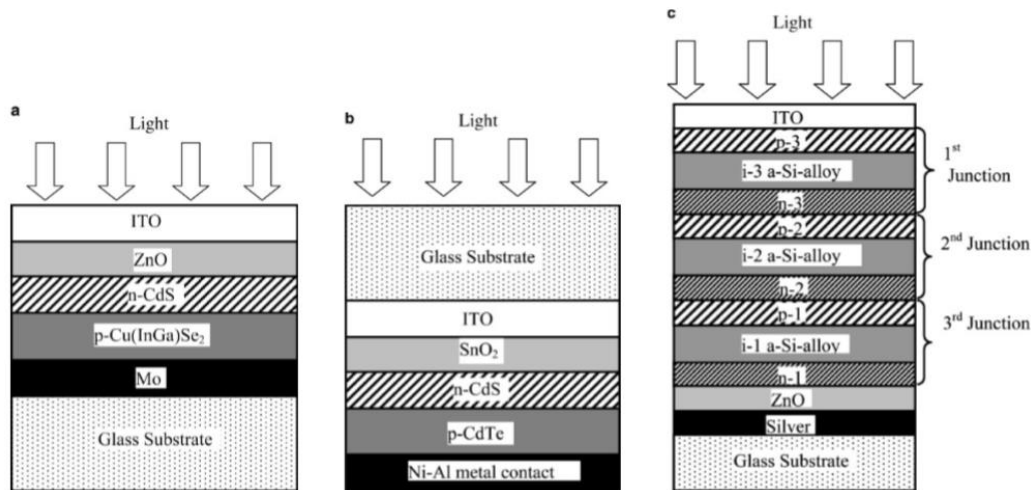 a
Light
ITO
ZnO
n-CdS
p-Cu(InGa)Se₂
Mo
Glass Substrate
b
Light
Glass Substrate
ITO
SnO₂
n-CdS
p-CdTe
Ni-Al metal contact
c
Light
ITO
p-3
i-3 a-Si-alloy
n-3
p-2
i-2 a-Si-alloy
n-2
p-1
i-1 a-Si-alloy
n-1
ZnO
Silver
Glass Substrate
1st
Junction
2nd Junction
3rd Junction